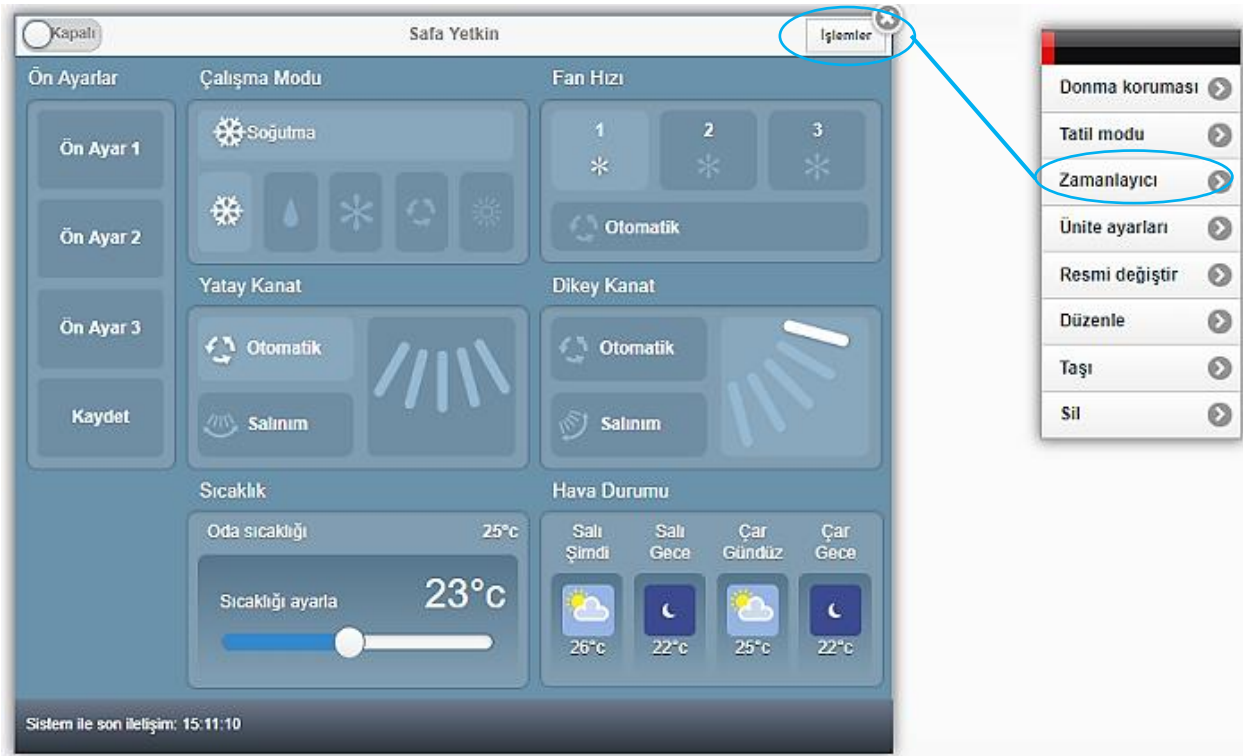 Kapalı
Safa Yetkin
İşlemler
Ön Ayarlar
Ön Ayar 1
Ön Ayar 2
Ön Ayar 3
Kaydet
Çalışma Modu
Soğutma
Fan Hızı
1
2
3
Otomatik
Yatay Kanat
Otomatik
Salınım
Dikey Kanat
Otomatik
Salınım
Sıcaklık
Oda sıcaklığı
25°c
Sıcaklığı ayarla
23°c
Hava Durumu
Salı Şimdi
Salı Gece
Çar Gündüz
Çar Gece
26°c
22°c
25°c
22°c
Sistem ile son iletişim: 15:11:10
Donma koruması
Tatil modu
Zamanlayıcı
Ünite ayarları
Resmi değiştir
Düzenle
Taşı
Sil